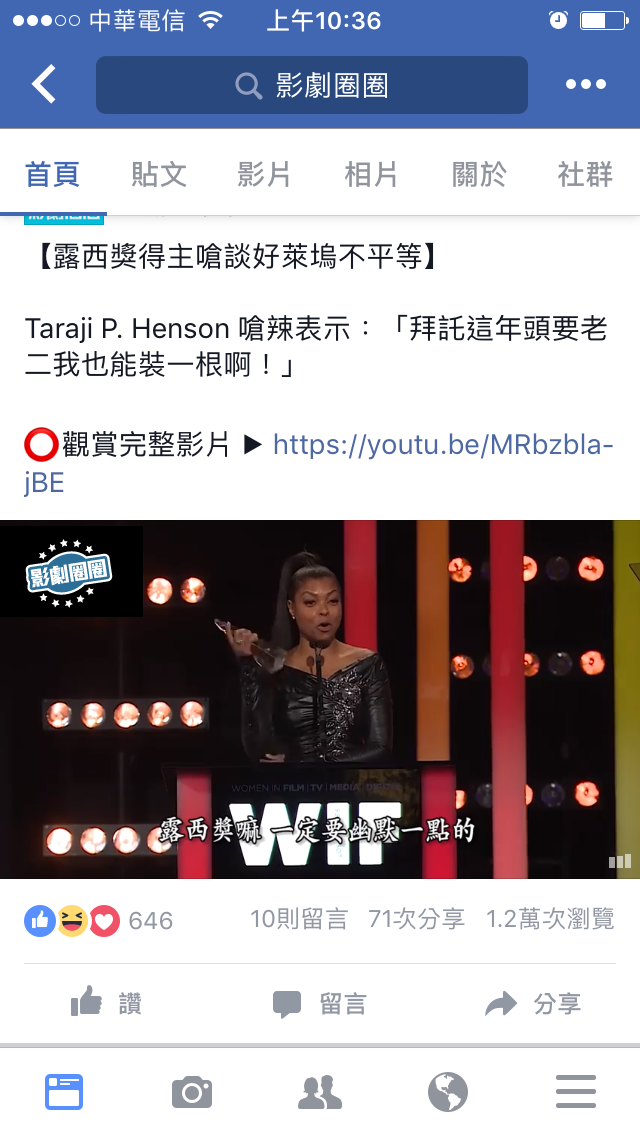 中華電信 上午10:36
影劇圈圈
首頁 貼文 影片 相片 關於 社群
【露西獎得主嗆談好萊塢不平等】
Taraji P. Henson 嗆辣表示：「拜託這年頭要老
二我也能裝一根啊！」
觀賞完整影片 ▶ https://youtu.be/MRbzbla-
jBE
影劇圈圈
WOMEN IN FILM | TV | MEDIA
WIF
露西獎嘛 一定要幽默一點的
646 10則留言 71次分享 1.2萬次瀏覽
讚 留言 分享